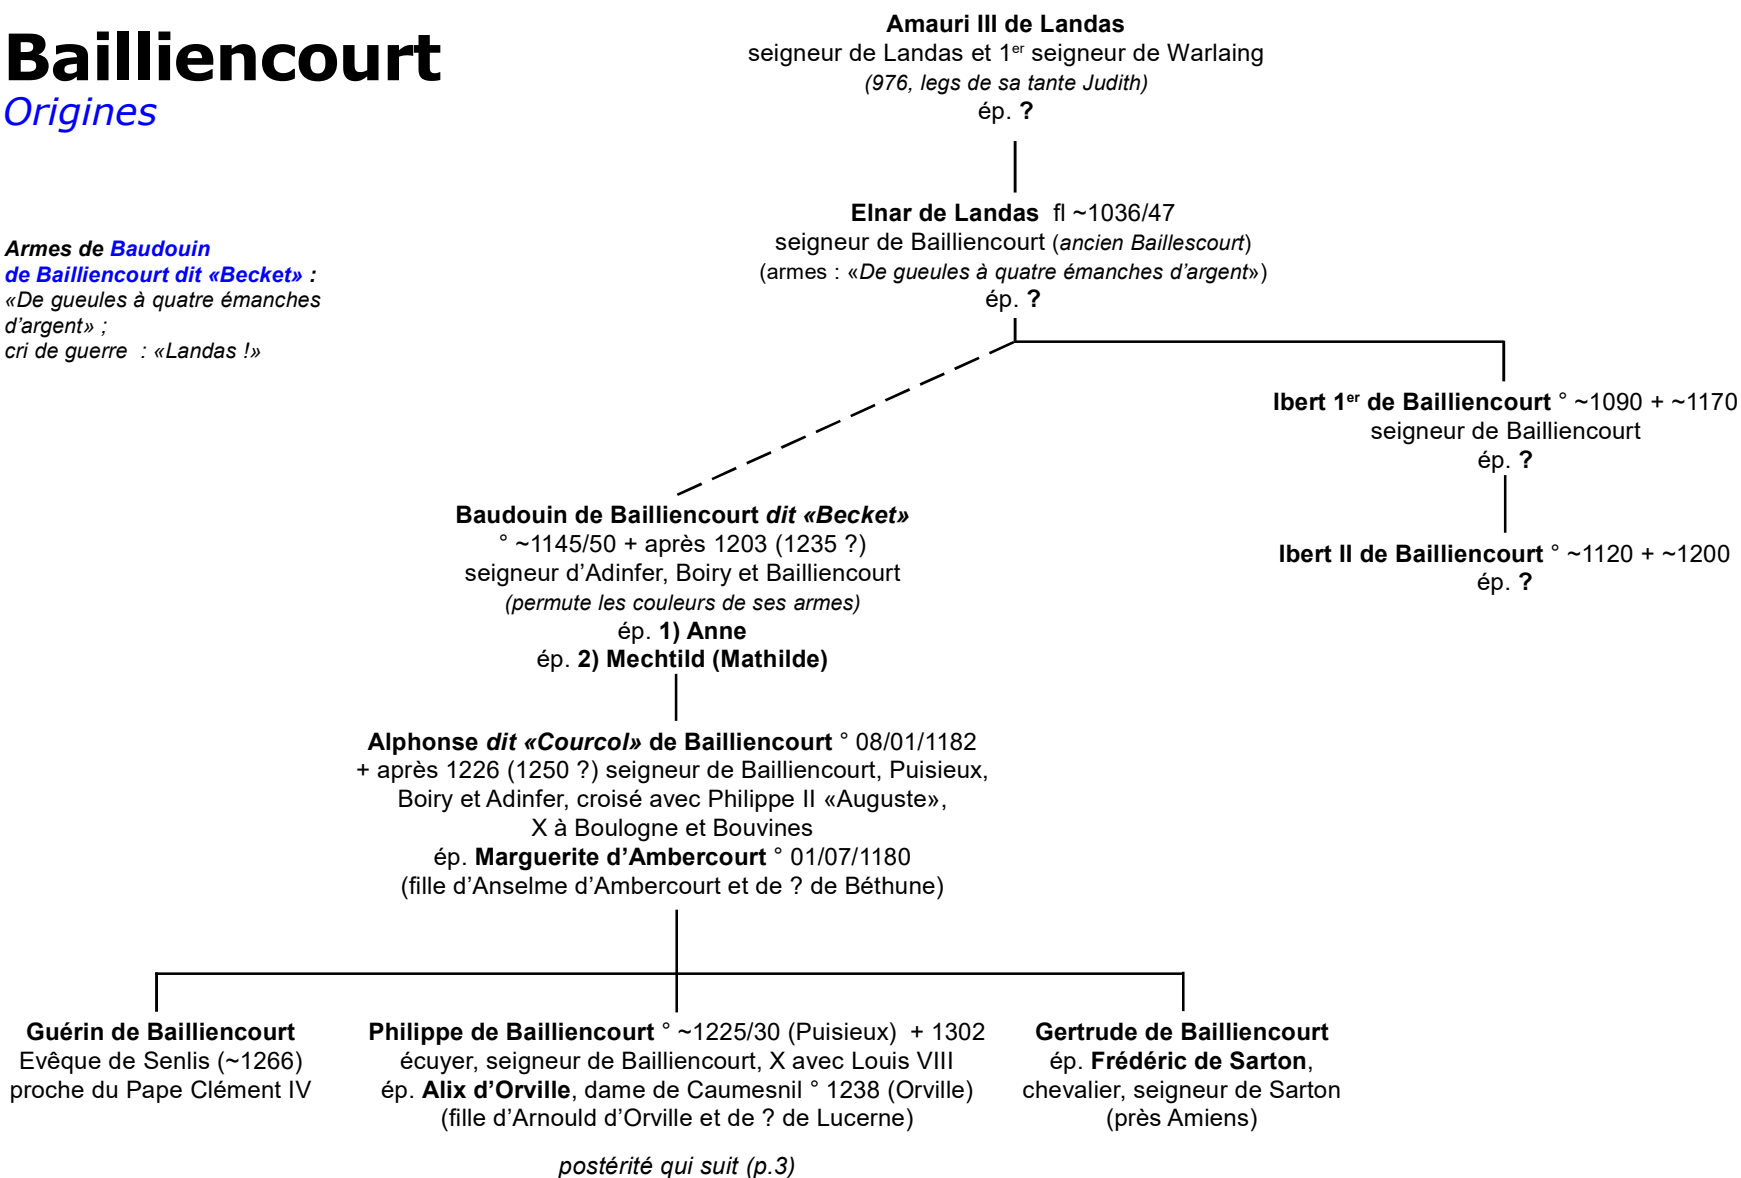 Bailliencourt
Origines
Armes de Baudouin
de Bailliencourt dit «Becket» :
«De gueules à quatre émanches
d’argent» ;
cri de guerre : «Landas !»
Amauri III de Landas
seigneur de Landas et 1er seigneur de Warlaing
(976, legs de sa tante Judith)
ép. ?
Elnar de Landas fl ~1036/47
seigneur de Bailliencourt (ancien Baillescourt)
(armes : «De gueules à quatre émanches d’argent»)
ép. ?
Ibert 1er de Bailliencourt ° ~1090 + ~1170
seigneur de Bailliencourt
ép. ?
Ibert II de Bailliencourt ° ~1120 + ~1200
ép. ?
Baudouin de Bailliencourt dit «Becket»
° ~1145/50 + après 1203 (1235 ?)
seigneur d’Adinfer, Boiry et Bailliencourt
(permute les couleurs de ses armes)
ép. 1) Anne
ép. 2) Mechtild (Mathilde)
Alphonse dit «Courcol» de Bailliencourt ° 08/01/1182
+ après 1226 (1250 ?) seigneur de Bailliencourt, Puisieux,
Boiry et Adinfer, croisé avec Philippe II «Auguste»,
X à Boulogne et Bouvines
ép. Marguerite d’Ambercourt ° 01/07/1180
(fille d’Anselme d’Ambercourt et de ? de Béthune)
Guérin de Bailliencourt
Evêque de Senlis (~1266)
proche du Pape Clément IV
Philippe de Bailliencourt ° ~1225/30 (Puisieux) + 1302
écuyer, seigneur de Bailliencourt, X avec Louis VIII
ép. Alix d’Orville, dame de Caumesnil ° 1238 (Orville)
(fille d’Arnould d’Orville et de ? de Lucerne)
postérité qui suit (p.3)
Gertrude de Bailliencourt
ép. Frédéric de Sarton,
chevalier, seigneur de Sarton
(près Amiens)